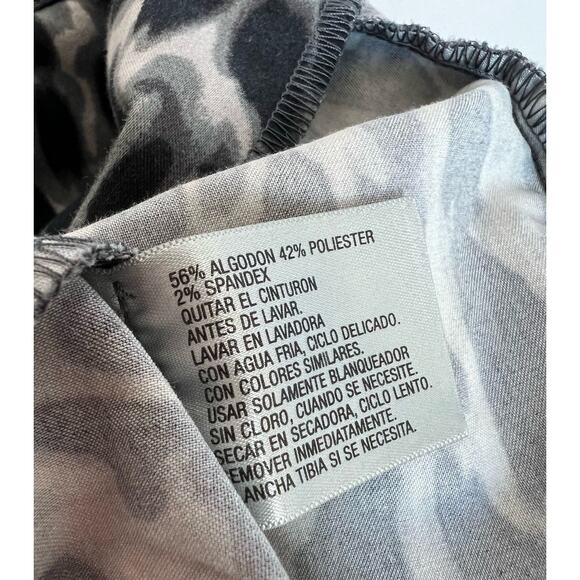 56% ALGODON 42% POLIESTER
2% SPANDEX
QUITAR EL CINTURON
ANTES DE LAVAR.
LAVAR EN LAVADORA
CON AGUA FRIA, CICLO DELICADO.
CON COLORES SIMILARES.
USAR SOLAMENTE BLANQUEADOR
SIN CLORO, CUANDO SE NECESITE.
SECAR EN SECADORA, CICLO LENTO.
EMOVER INMEDIATAMENTE.
ANCHA TIBIA SI SE NECESITA.